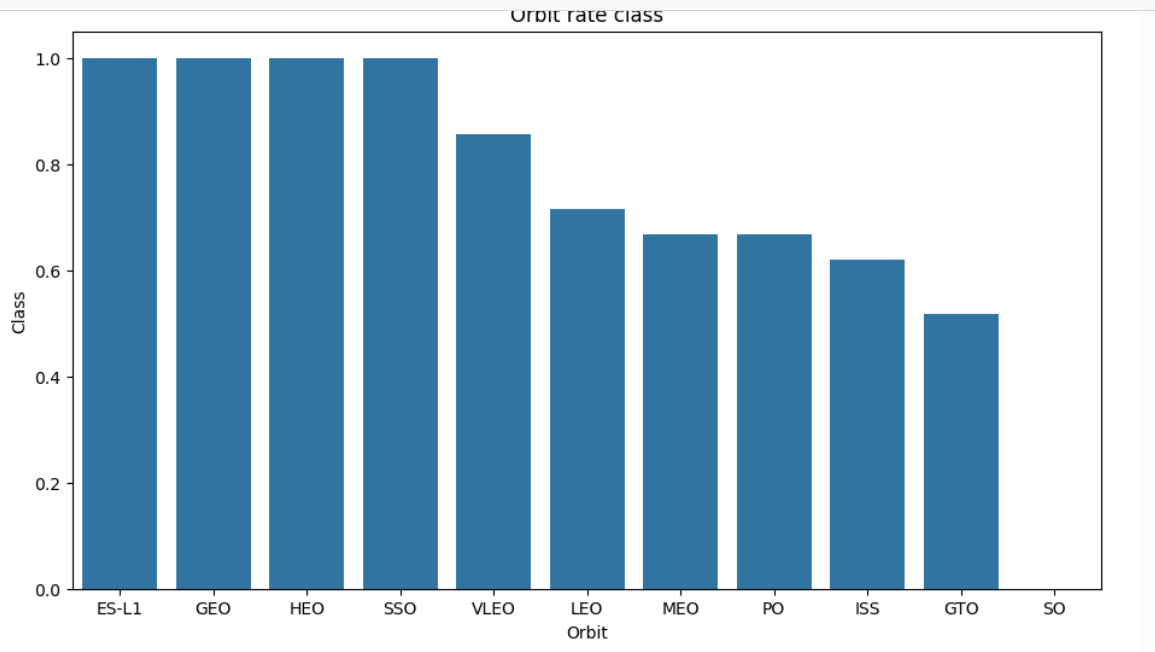 Orbit rate class
1.0
0.8
0.6
0.4
0.2
0.0
Class
ES-L1 GEO HEO SSO VLEO LEO MEO PO ISS GTO SO
Orbit